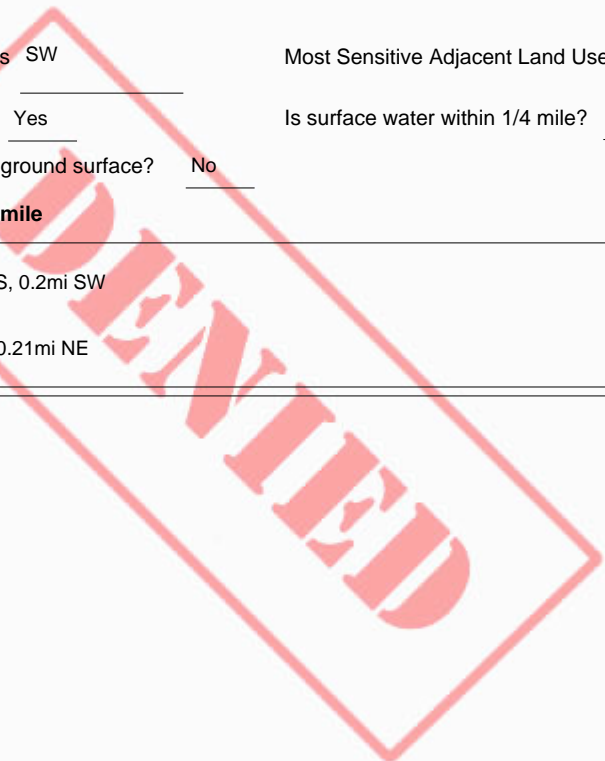 s SW Most Sensitive Adjacent Land Use
Yes Is surface water within 1/4 mile?
ground surface? No
mile
S, 0.2mi SW
0.21mi NE
DENIED